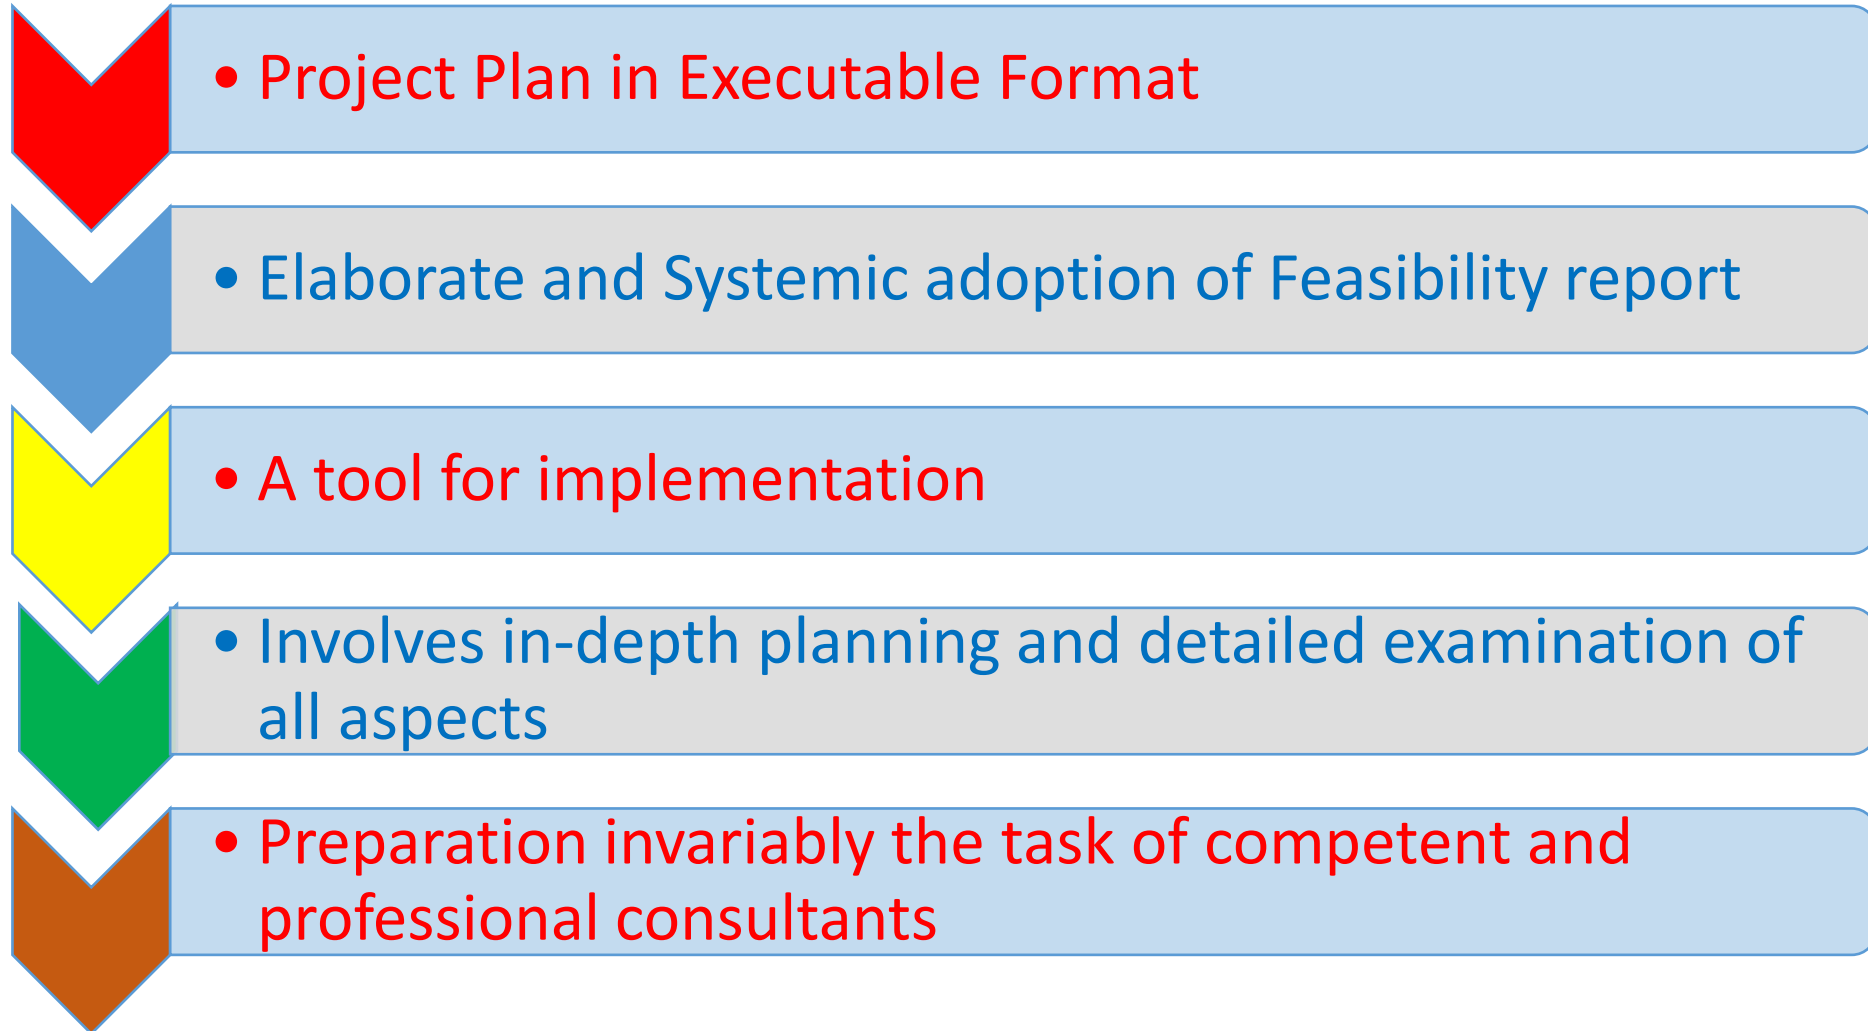 • Project Plan in Executable Format
• Elaborate and Systemic adoption of Feasibility report
• A tool for implementation
• Involves in-depth planning and detailed examination of
all aspects
• Preparation invariably the task of competent and
professional consultants